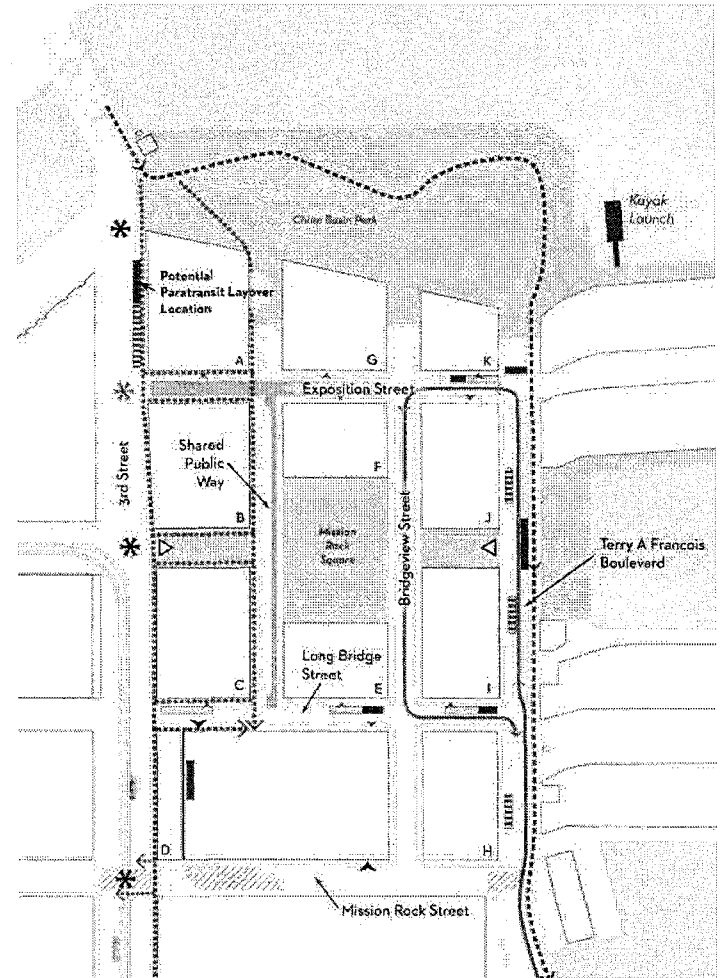 Kayak
Launch
China Basin Park
Potential
Paratransit Layover
Location
A
G
K
Exposition Street
3rd Street
Shared
Public
Way
F
B
J
Mission
Rock
Square
Bridgeview Street
Terry A Francois
Boulevard
Long Bridge
Street
C
E
I
D
H
Mission Rock Street